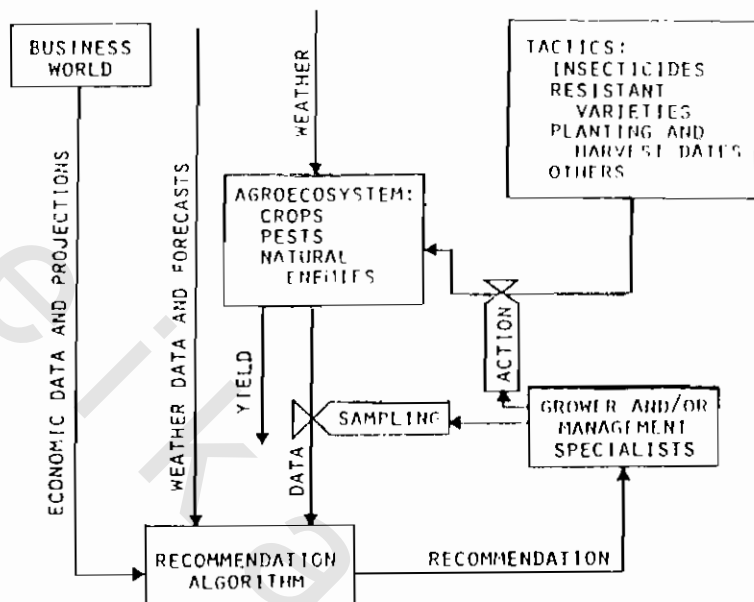 BUSINESS
WORLD
WEATHER
TACTICS:
INSECTICIDES
RESISTANT
VARIETIES
PLANTING AND
HARVEST DATES
OTHERS
ECONOMIC DATA AND PROJECTIONS
WEATHER DATA AND FORECASTS
AGROECOSYSTEM:
CROPS
PESTS
NATURAL
ENEMIES
YIELD
DATA
SAMPLING
ACTION
GROWER AND/OR
MANAGEMENT
SPECIALISTS
RECOMMENDATION
ALGORITHM
RECOMMENDATION